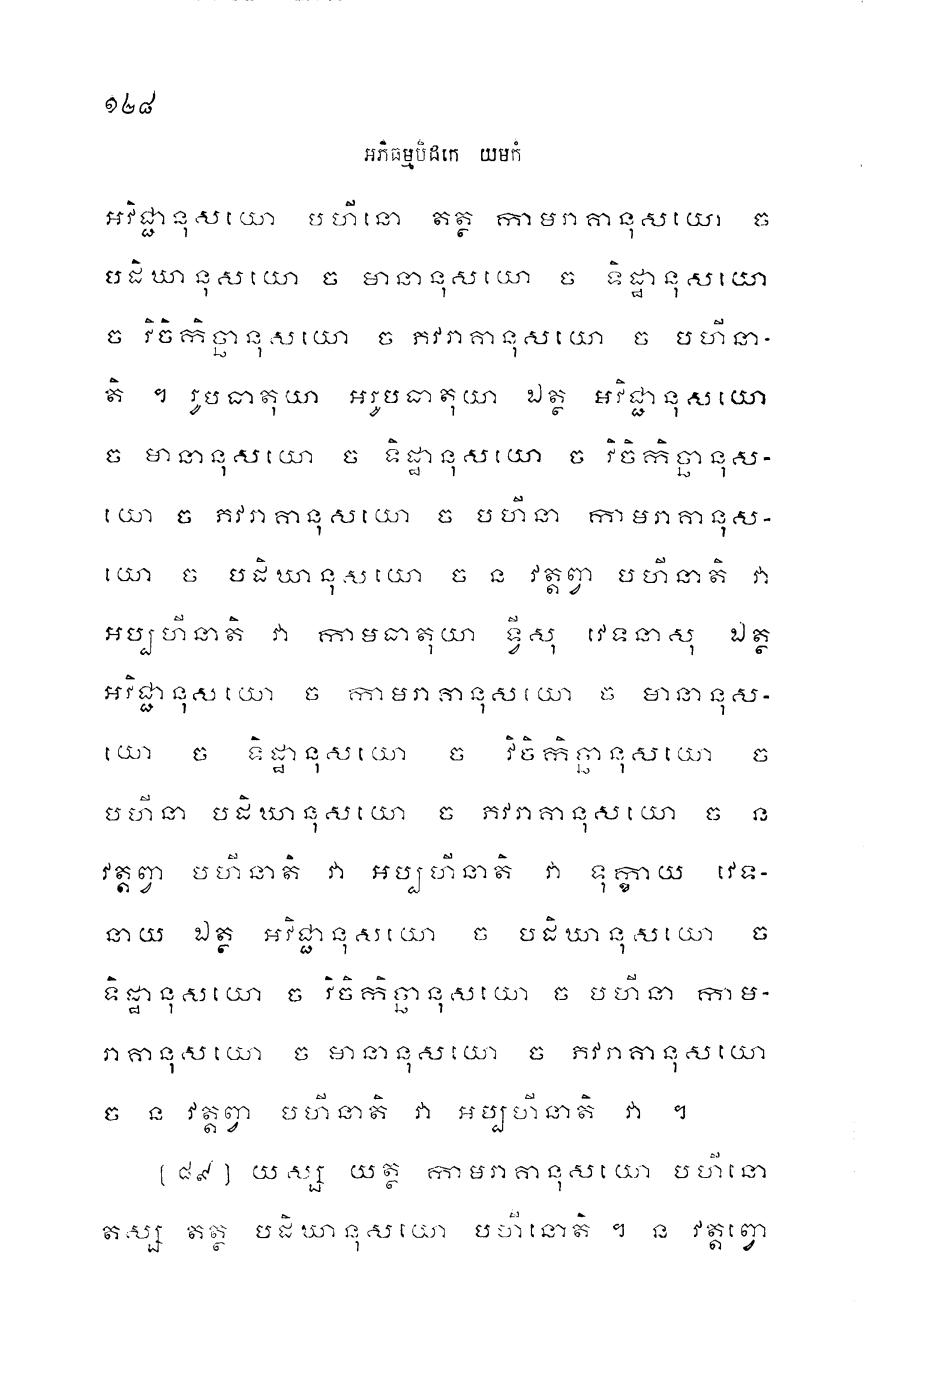 ១៤៨
អភិធម្មបិដកេ យមកំ
អវិជ្ជានុសយោ បហីនោ តត្ថ កាមរាគានុសយោ ច
បដិឃានុសយោ ច មានានុសយោ ច ទិដ្ឋានុសយោ
ច វិចិកិច្ឆានុសយោ ច ភវរាគានុសយោ ច បហីនា-
តិ ។ រូបធាតុយា អរូបធាតុយា ឯត្ថ អវិជ្ជានុសយោ
ច មានានុសយោ ច ទិដ្ឋានុសយោ ច វិចិកិច្ឆានុស-
យោ ច ភវរាគានុសយោ ច បហីនា កាមរាគានុស-
យោ ច បដិឃានុសយោ ច ន វត្តព្វា បហីនាតិ វា
អប្បហីនាតិ វា កាមធាតុយា ទ្វីសុ វេទនាសុ ឯត្ថ
អវិជ្ជានុសយោ ច កាមរាគានុសយោ ច មានានុស-
យោ ច ទិដ្ឋានុសយោ ច វិចិកិច្ឆានុសយោ ច
បហីនា បដិឃានុសយោ ច ភវរាគានុសយោ ច ន
វត្តព្វា បហីនាតិ វា អប្បហីនាតិ វា ទុក្ខាយ វេទ-
នាយ ឯត្ថ អវិជ្ជានុសយោ ច បដិឃានុសយោ ច
ទិដ្ឋានុសយោ ច វិចិកិច្ឆានុសយោ ច បហីនា កាម-
រាគានុសយោ ច មានានុសយោ ច ភវរាគានុសយោ
ច ន វត្តព្វា បហីនាតិ វា អប្បហីនាតិ វា ។
[៨៩] យស្ស យត្ថ កាមរាគានុសយោ បហីនោ
តស្ស តត្ថ បដិឃានុសយោ បហីនោតិ ។ ន វត្តព្វោ